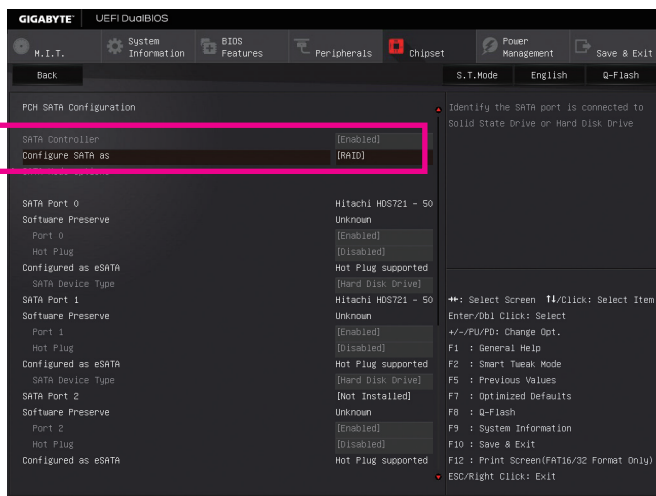 GIGABYTE™ UEFI DualBIOS
M.I.T. System Information BIOS Features Peripherals Chipset Power Management Save & Exit
Back S.T.Mode English Q-Flash
PCH SATA Configuration
Identify the SATA port is connected to
Solid State Drive or Hard Disk Drive
SATA Controller [Enabled]
Configure SATA as [RAID]
SATA Port 0 Hitachi HDS721 - 50
Software Preserve Unknown
Port 0 [Enabled]
Hot Plug [Disabled]
Configured as eSATA Hot Plug supported
SATA Device Type [Hard Disk Drive]
SATA Port 1 Hitachi HDS721 - 50
Software Preserve Unknown
Port 1 [Enabled]
Hot Plug [Disabled]
Configured as eSATA Hot Plug supported
SATA Device Type [Hard Disk Drive]
SATA Port 2 [Not Installed]
Software Preserve Unknown
Port 2 [Enabled]
Hot Plug [Disabled]
Configured as eSATA Hot Plug supported
→←: Select Screen ↑↓/Click: Select Item
Enter/Dbl Click: Select
+/-/PU/PD: Change Opt.
F1 : General Help
F2 : Smart Tweak Mode
F5 : Previous Values
F7 : Optimized Defaults
F8 : Q-Flash
F9 : System Information
F10 : Save & Exit
F12 : Print Screen(FAT16/32 Format Only)
ESC/Right Click: Exit